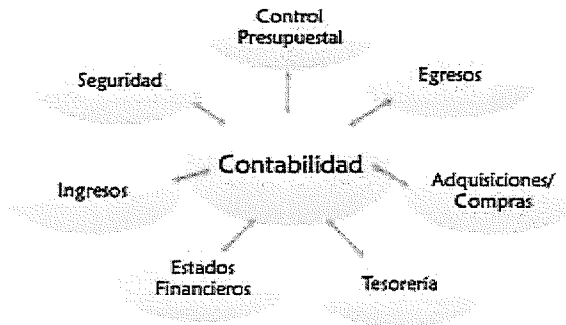 Control
Presupuestal
Seguridad
Egresos
Contabilidad
Ingresos
Adquisiciones/
Compras
Estados
Financieros
Tesorería